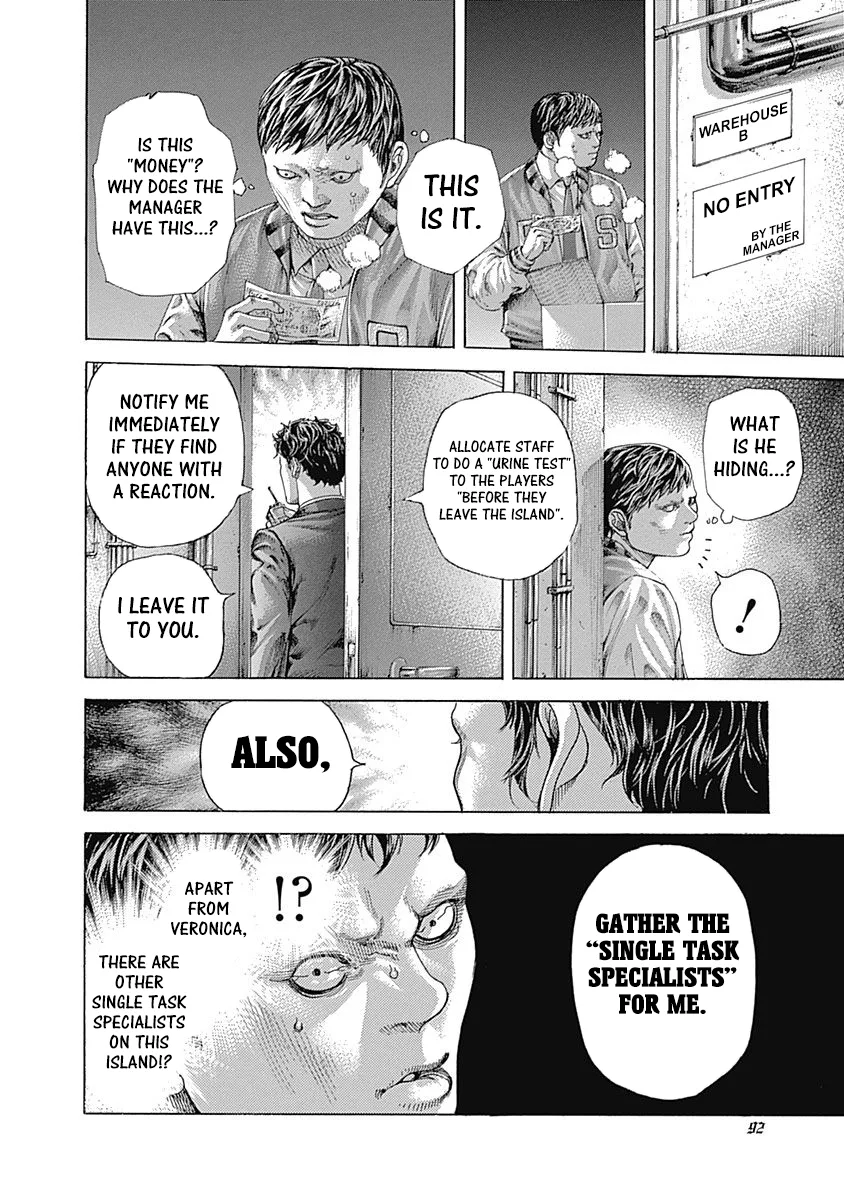 WAREHOUSE
B
NO ENTRY
BY THE
MANAGER
THIS
IS IT.
IS THIS
"MONEY"?
WHY DOES THE
MANAGER
HAVE THIS...?
WHAT
IS HE
HIDING...?
!
ALLOCATE STAFF
TO DO A "URINE TEST"
TO THE PLAYERS
"BEFORE THEY
LEAVE THE ISLAND".
NOTIFY ME
IMMEDIATELY
IF THEY FIND
ANYONE WITH
A REACTION.
I LEAVE IT
TO YOU.
ALSO,
GATHER THE
“SINGLE TASK
SPECIALISTS”
FOR ME.
!?
APART
FROM
VERONICA,
THERE ARE
OTHER
SINGLE TASK
SPECIALISTS
ON THIS
ISLAND!?
92